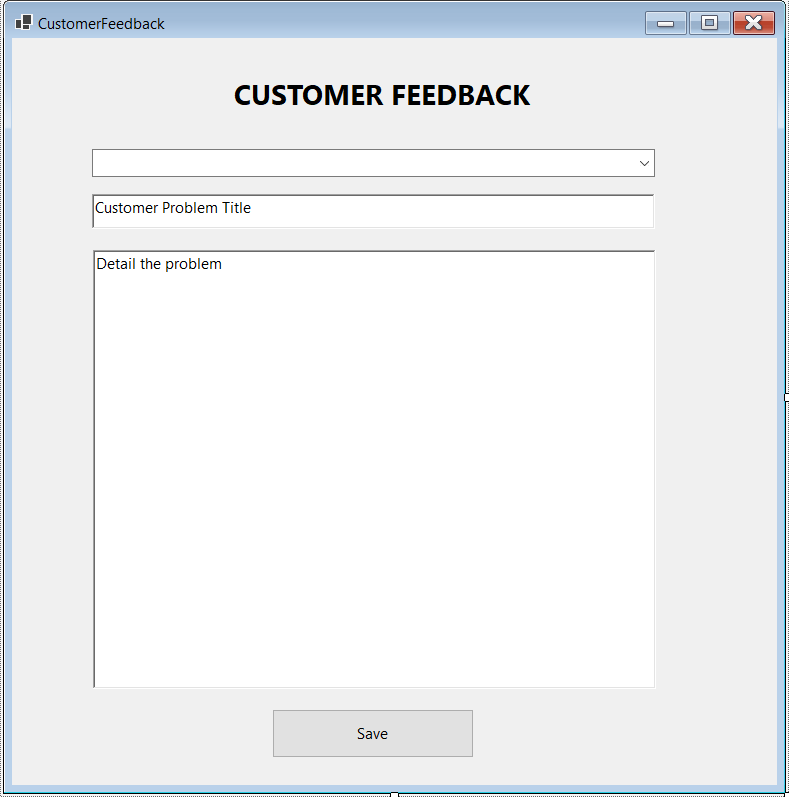 CustomerFeedback
CUSTOMER FEEDBACK
Customer Problem Title
Detail the problem
Save